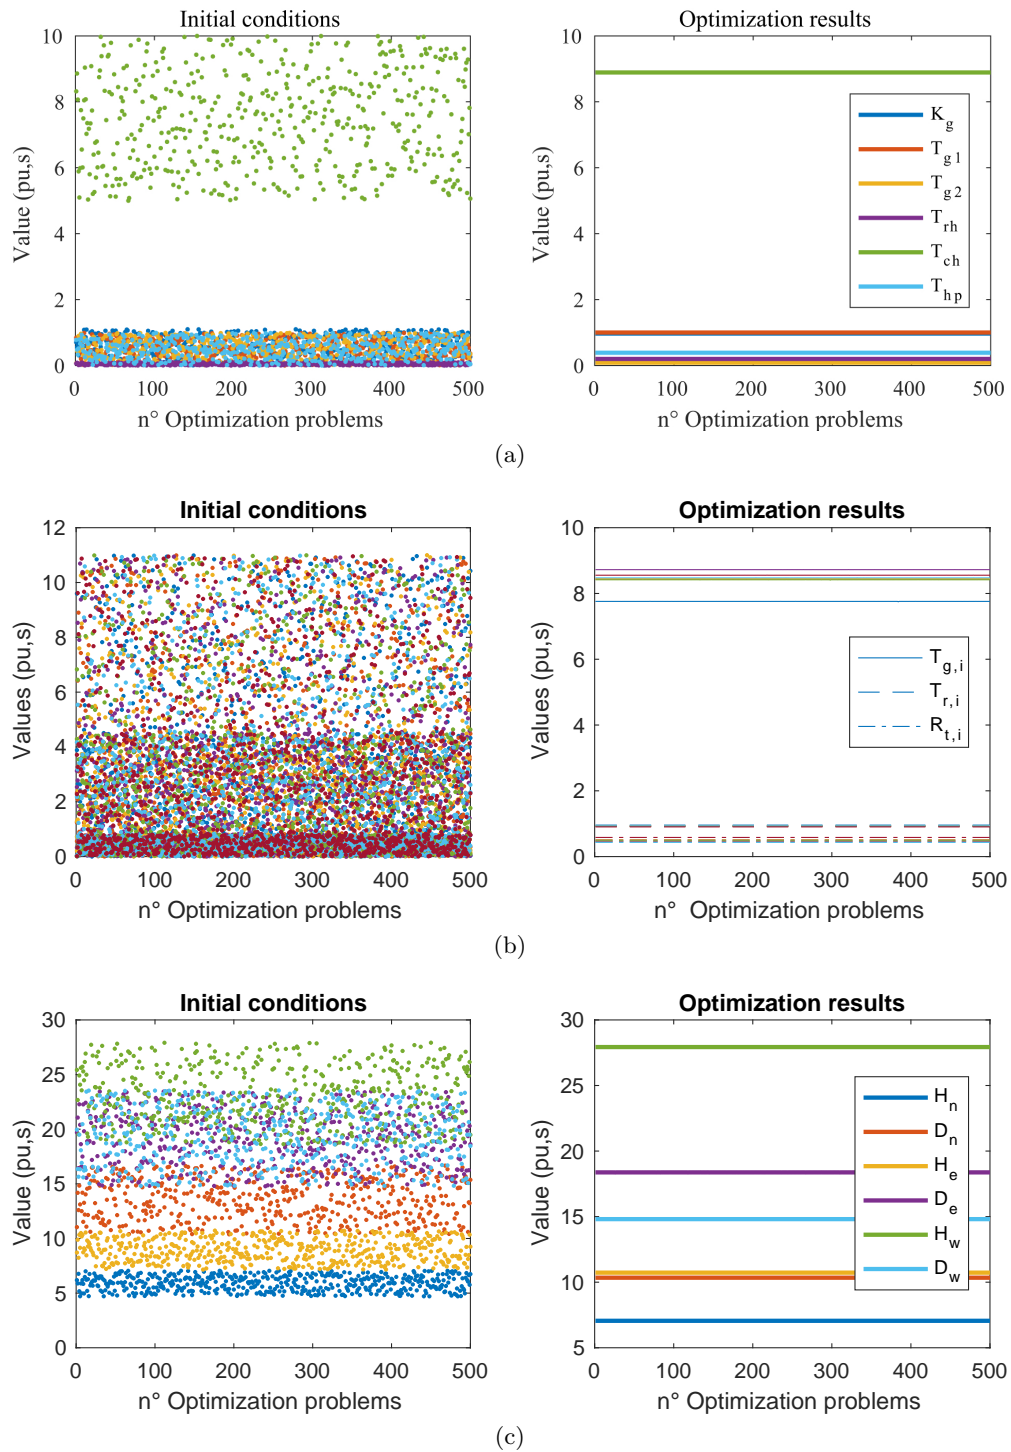 Initial conditions
Optimization results
10
8
6
4
2
0
Value (pu,s)
0 100 200 300 400 500
n° Optimization problems
10
8
6
4
2
0
Value (pu,s)
K_g
T_g1
T_g2
T_rh
T_ch
T_hp
0 100 200 300 400 500
n° Optimization problems
(a)
Initial conditions
Optimization results
12
10
8
6
4
2
0
Values (pu,s)
0 100 200 300 400 500
n° Optimization problems
10
8
6
4
2
0
Values (pu,s)
T_g,i
T_r,i
R_t,i
0 100 200 300 400 500
n° Optimization problems
(b)
Initial conditions
Optimization results
30
25
20
15
10
5
0
Value (pu,s)
0 100 200 300 400 500
n° Optimization problems
30
25
20
15
10
5
Value (pu,s)
H_n
D_n
H_e
D_e
H_w
D_w
0 100 200 300 400 500
n° Optimization problems
(c)